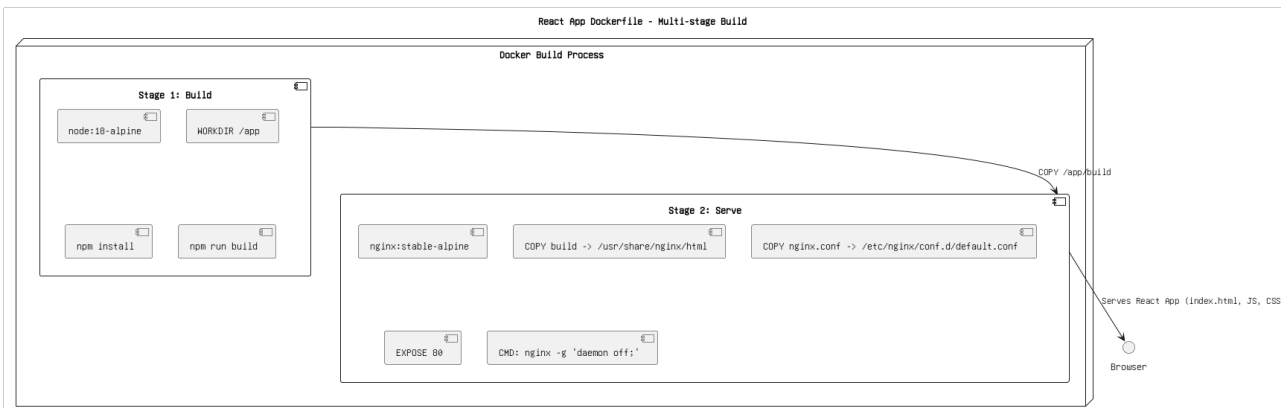 React App Dockerfile - Multi-stage Build
Docker Build Process
Stage 1: Build
node:18-alpine
WORKDIR /app
npm install
npm run build
COPY /app/build
Stage 2: Serve
nginx:stable-alpine
COPY build -> /usr/share/nginx/html
COPY nginx.conf -> /etc/nginx/conf.d/default.conf
EXPOSE 80
CMD: nginx -g 'daemon off;'
Serves React App (index.html, JS, CSS
Browser